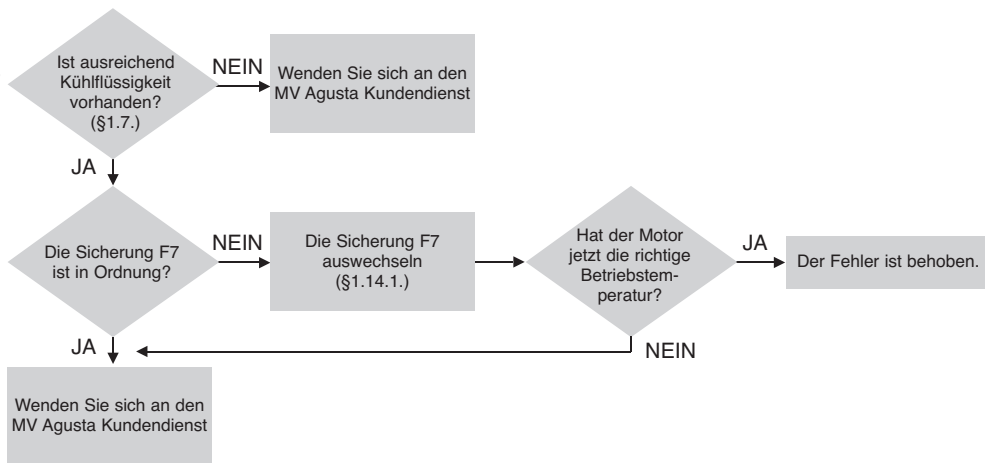 Ist ausreichend
Kühlflüssigkeit
vorhanden?
(§1.7.)
NEIN
Wenden Sie sich an den
MV Agusta Kundendienst
JA
Die Sicherung F7
ist in Ordnung?
NEIN
Die Sicherung F7
auswechseln
(§1.14.1.)
Hat der Motor
jetzt die richtige
Betriebstem-
peratur?
JA
Der Fehler ist behoben.
JA
NEIN
Wenden Sie sich an den
MV Agusta Kundendienst